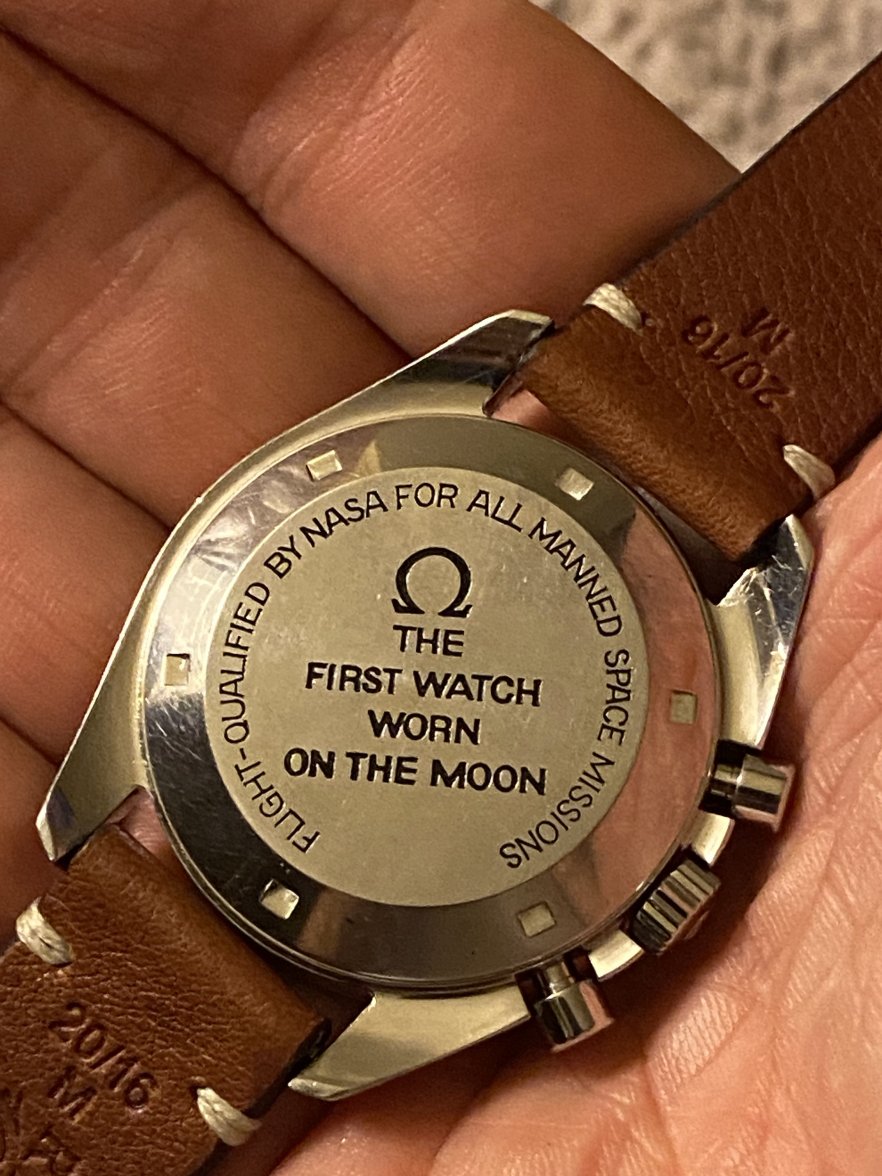 FLIGHT-QUALIFIED BY NASA FOR ALL MANNED SPACE MISSIONS
Ω
THE
FIRST WATCH
WORN
ON THE MOON
20/16
M
20/16
M